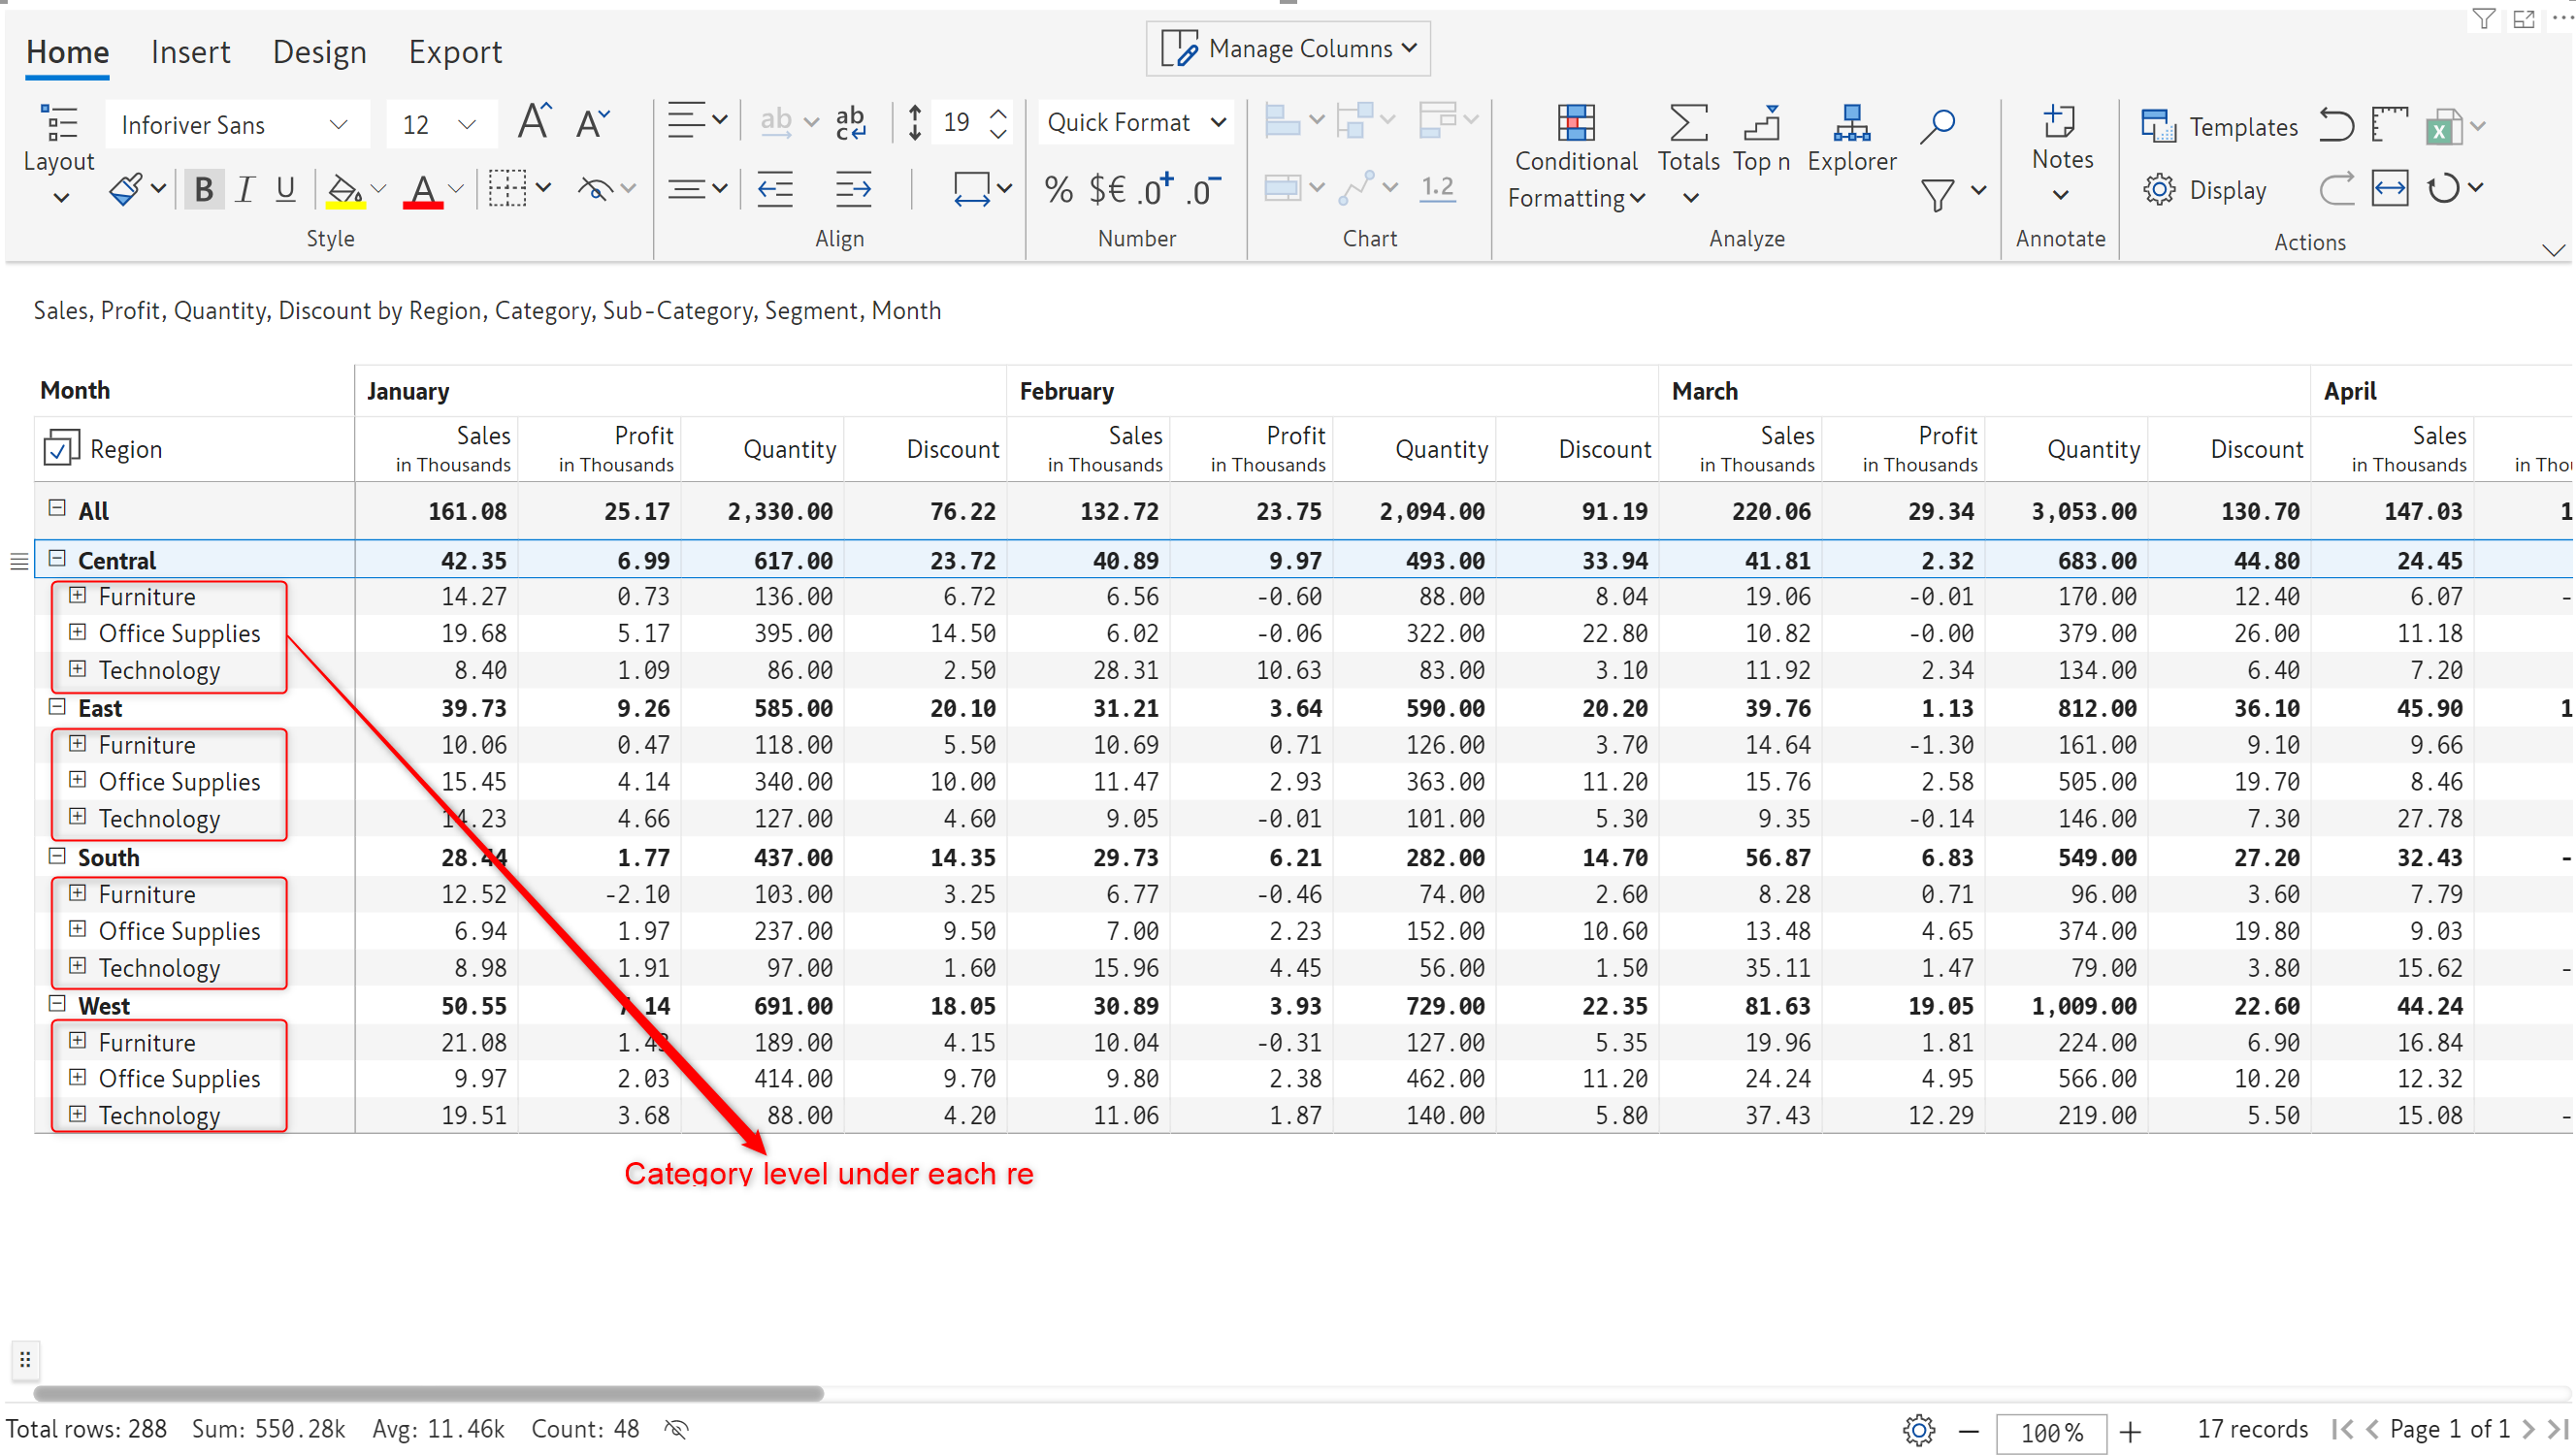 Home Insert Design Export Manage Columns
Inforiver Sans 12 19 Quick Format Templates
Layout Conditional Formatting Totals Top n Explorer Notes
B I U % $€ .0 .0 1.2 Display
Style Align Number Chart Analyze Annotate Actions
Sales, Profit, Quantity, Discount by Region, Category, Sub-Category, Segment, Month
Month January February March April
Region Sales in Thousands Profit in Thousands Quantity Discount Sales in Thousands Profit in Thousands Quantity Discount Sales in Thousands Profit in Thousands Quantity Discount Sales in Thousands in Thou
All 161.08 25.17 2,330.00 76.22 132.72 23.75 2,094.00 91.19 220.06 29.34 3,053.00 130.70 147.03 1
Central 42.35 6.99 617.00 23.72 40.89 9.97 493.00 33.94 41.81 2.32 683.00 44.80 24.45
Furniture 14.27 0.73 136.00 6.72 6.56 -0.60 88.00 8.04 19.06 -0.01 170.00 12.40 6.07 -
Office Supplies 19.68 5.17 395.00 14.50 6.02 -0.06 322.00 22.80 10.82 -0.00 379.00 26.00 11.18
Technology 8.40 1.09 86.00 2.50 28.31 10.63 83.00 3.10 11.92 2.34 134.00 6.40 7.20
East 39.73 9.26 585.00 20.10 31.21 3.64 590.00 20.20 39.76 1.13 812.00 36.10 45.90 1
Furniture 10.06 0.47 118.00 5.50 10.69 0.71 126.00 3.70 14.64 -1.30 161.00 9.10 9.66
Office Supplies 15.45 4.14 340.00 10.00 11.47 2.93 363.00 11.20 15.76 2.58 505.00 19.70 8.46
Technology 14.23 4.66 127.00 4.60 9.05 -0.01 101.00 5.30 9.35 -0.14 146.00 7.30 27.78
South 28.44 1.77 437.00 14.35 29.73 6.21 282.00 14.70 56.87 6.83 549.00 27.20 32.43 -
Furniture 12.52 -2.10 103.00 3.25 6.77 -0.46 74.00 2.60 8.28 0.71 96.00 3.60 7.79
Office Supplies 6.94 1.97 237.00 9.50 7.00 2.23 152.00 10.60 13.48 4.65 374.00 19.80 9.03
Technology 8.98 1.91 97.00 1.60 15.96 4.45 56.00 1.50 35.11 1.47 79.00 3.80 15.62 -
West 50.55 691.00 18.05 30.89 3.93 729.00 22.35 81.63 19.05 1,009.00 22.60 44.24
Furniture 21.08 189.00 4.15 10.04 -0.31 127.00 5.35 19.96 1.81 224.00 6.90 16.84
Office Supplies 9.97 2.03 414.00 9.70 9.80 2.38 462.00 11.20 24.24 4.95 566.00 10.20 12.32
Technology 19.51 3.68 88.00 4.20 11.06 1.87 140.00 5.80 37.43 12.29 219.00 5.50 15.08 -
Category level under each re
Total rows: 288 Sum: 550.28k Avg: 11.46k Count: 48 100% 17 records Page 1 of 1